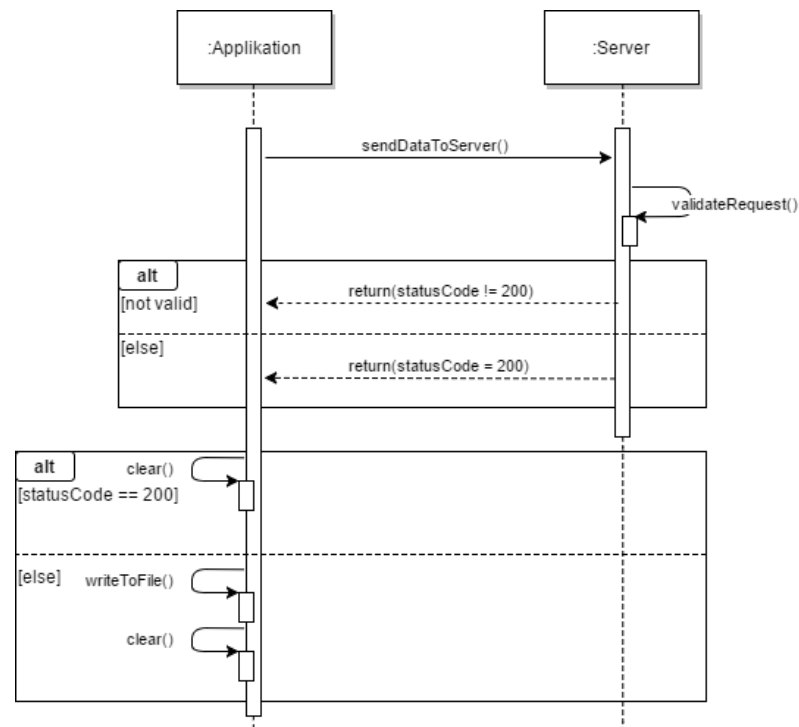 :Applikation
:Server
sendDataToServer()
validateRequest()
alt
[not valid]
return(statusCode != 200)
[else]
return(statusCode = 200)
alt
clear()
[statusCode == 200]
[else]
writeToFile()
clear()